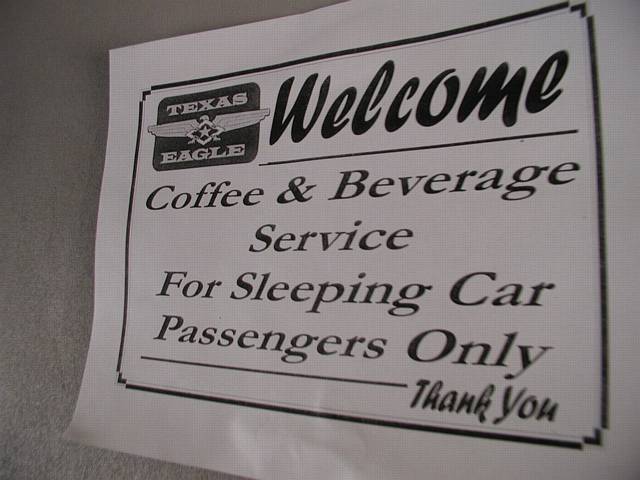 TEXAS
EAGLE
Welcome
Coffee & Beverage
Service
For Sleeping Car
Passengers Only
Thank You